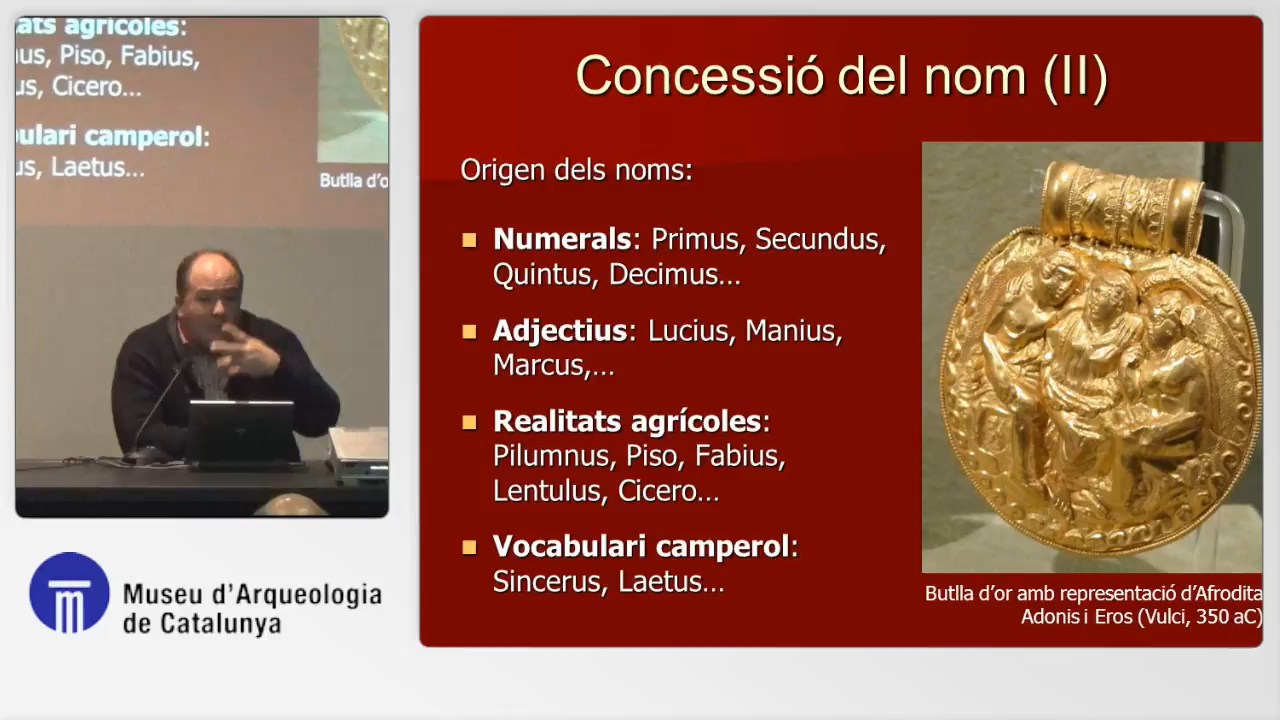 ats agrícoles:
us, Piso, Fabius,
us, Cicero...
ulari camperol:
us, Laetus...
Butlla d'o
Museu d'Arqueologia
de Catalunya
Concessió del nom (II)
Origen dels noms:
Numerals: Primus, Secundus,
Quintus, Decimus...
Adjectius: Lucius, Manius,
Marcus,...
Realitats agrícoles:
Pilumnus, Piso, Fabius,
Lentulus, Cicero...
Vocabulari camperol:
Sincerus, Laetus...
Butlla d'or amb representació d'Afrodita
Adonis i Eros (Vulci, 350 aC)